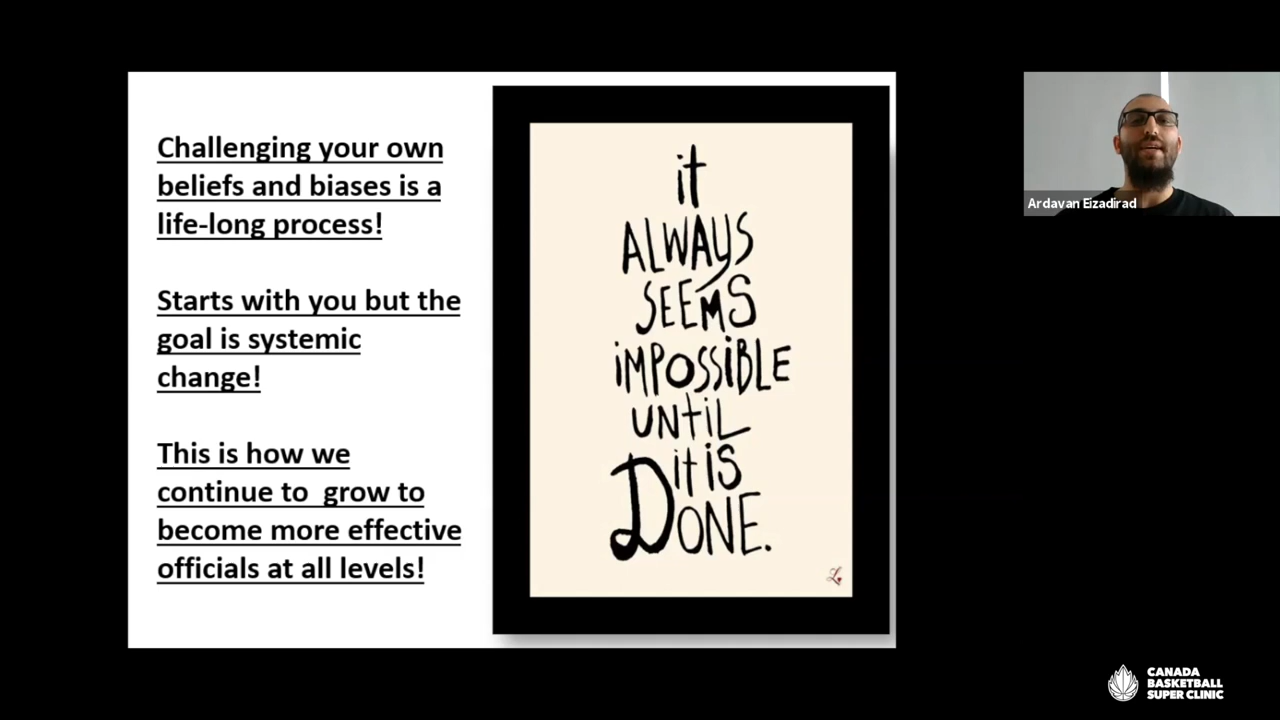 Challenging your own
beliefs and biases is a
life-long process!
Starts with you but the
goal is systemic
change!
This is how we
continue to  grow to
become more effective
officials at all levels!
it
ALWAYS
SEEMS
iMPOSSiBLE
UNtiL
it iS
DONE.
Ardavan Eizadirad
CANADA
BASKETBALL
SUPER CLINIC